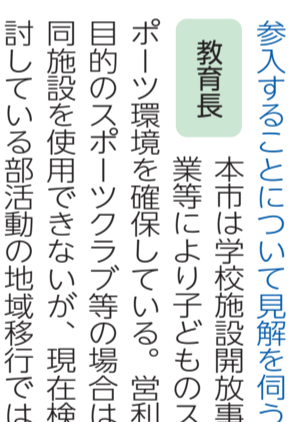 参入することについて見解を伺う
教育長
本市は学校施設開放事
業等により子どものス
ポーツ環境を確保している。営利
目的のスポーツクラブ等の場合は
同施設を使用できないが、現在検
討している部活動の地域移行では